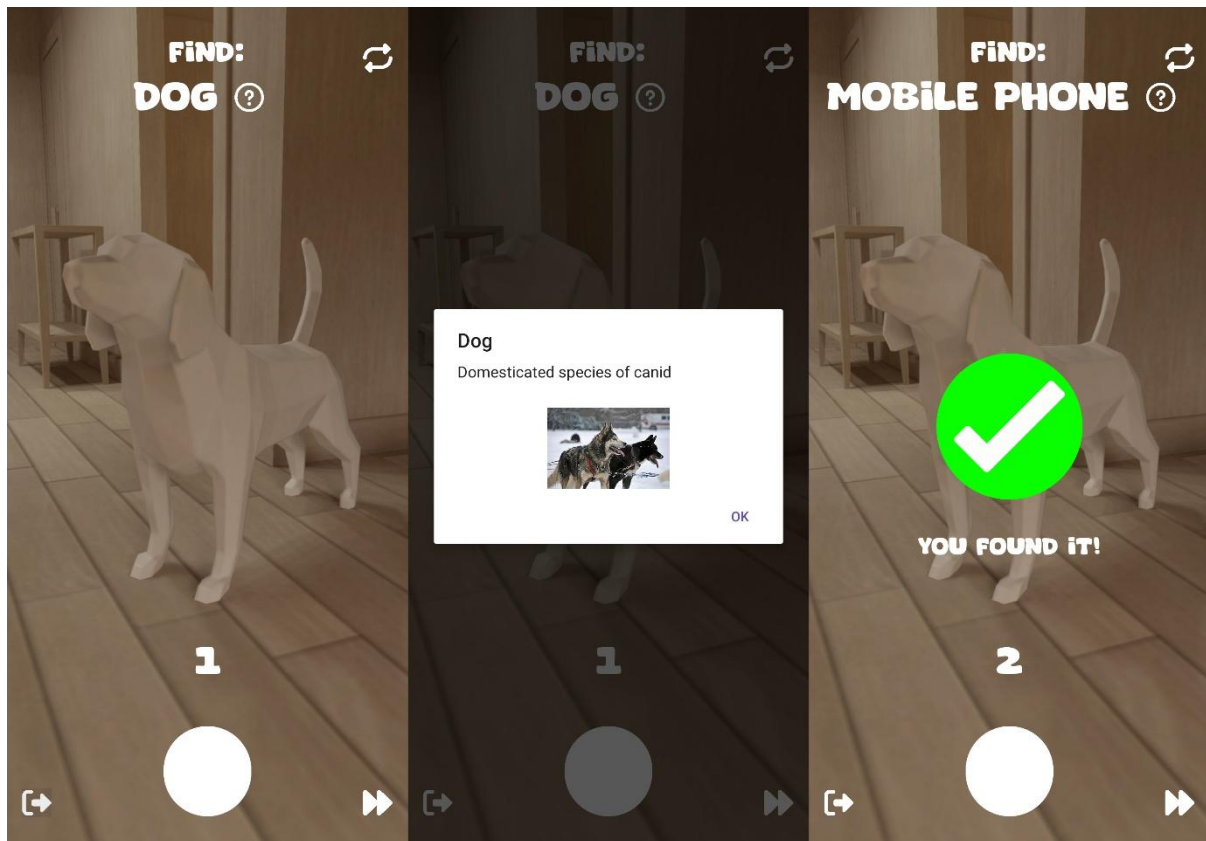 FiND:
DOG ?
1
FiND:
DOG ?
Dog
Domesticated species of canid
OK
1
FiND:
MOBiLE PHONE ?
YOU FOUND iT!
2